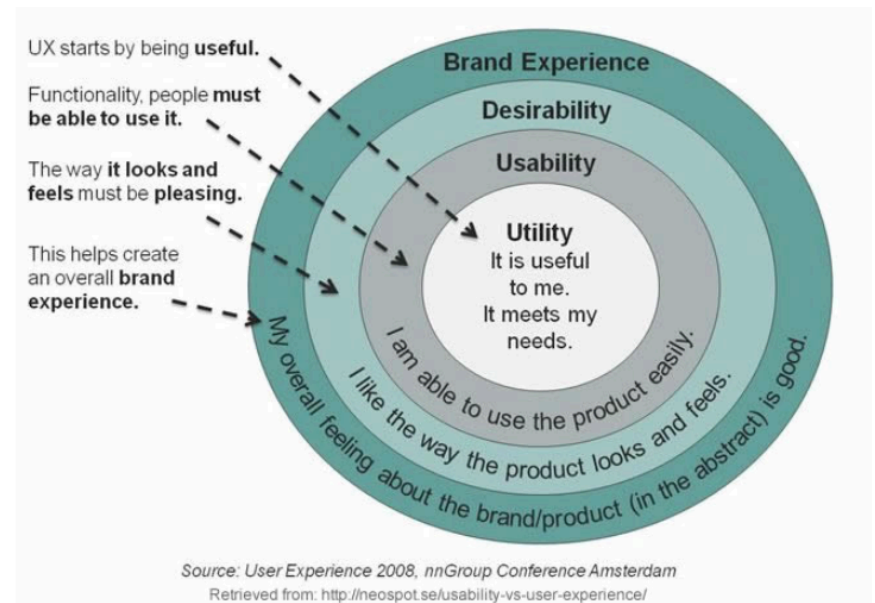 UX starts by being useful.
Functionality, people must
be able to use it.
The way it looks and
feels must be pleasing.
This helps create
an overall brand
experience.
Brand Experience
Desirability
Usability
Utility
It is useful
to me.
It meets my
needs.
I am able to use the product easily.
I like the way the product looks and feels.
My overall feeling about the brand/product (in the abstract) is good.
Source: User Experience 2008, nnGroup Conference Amsterdam
Retrieved from: http://neospot.se/usability-vs-user-experience/